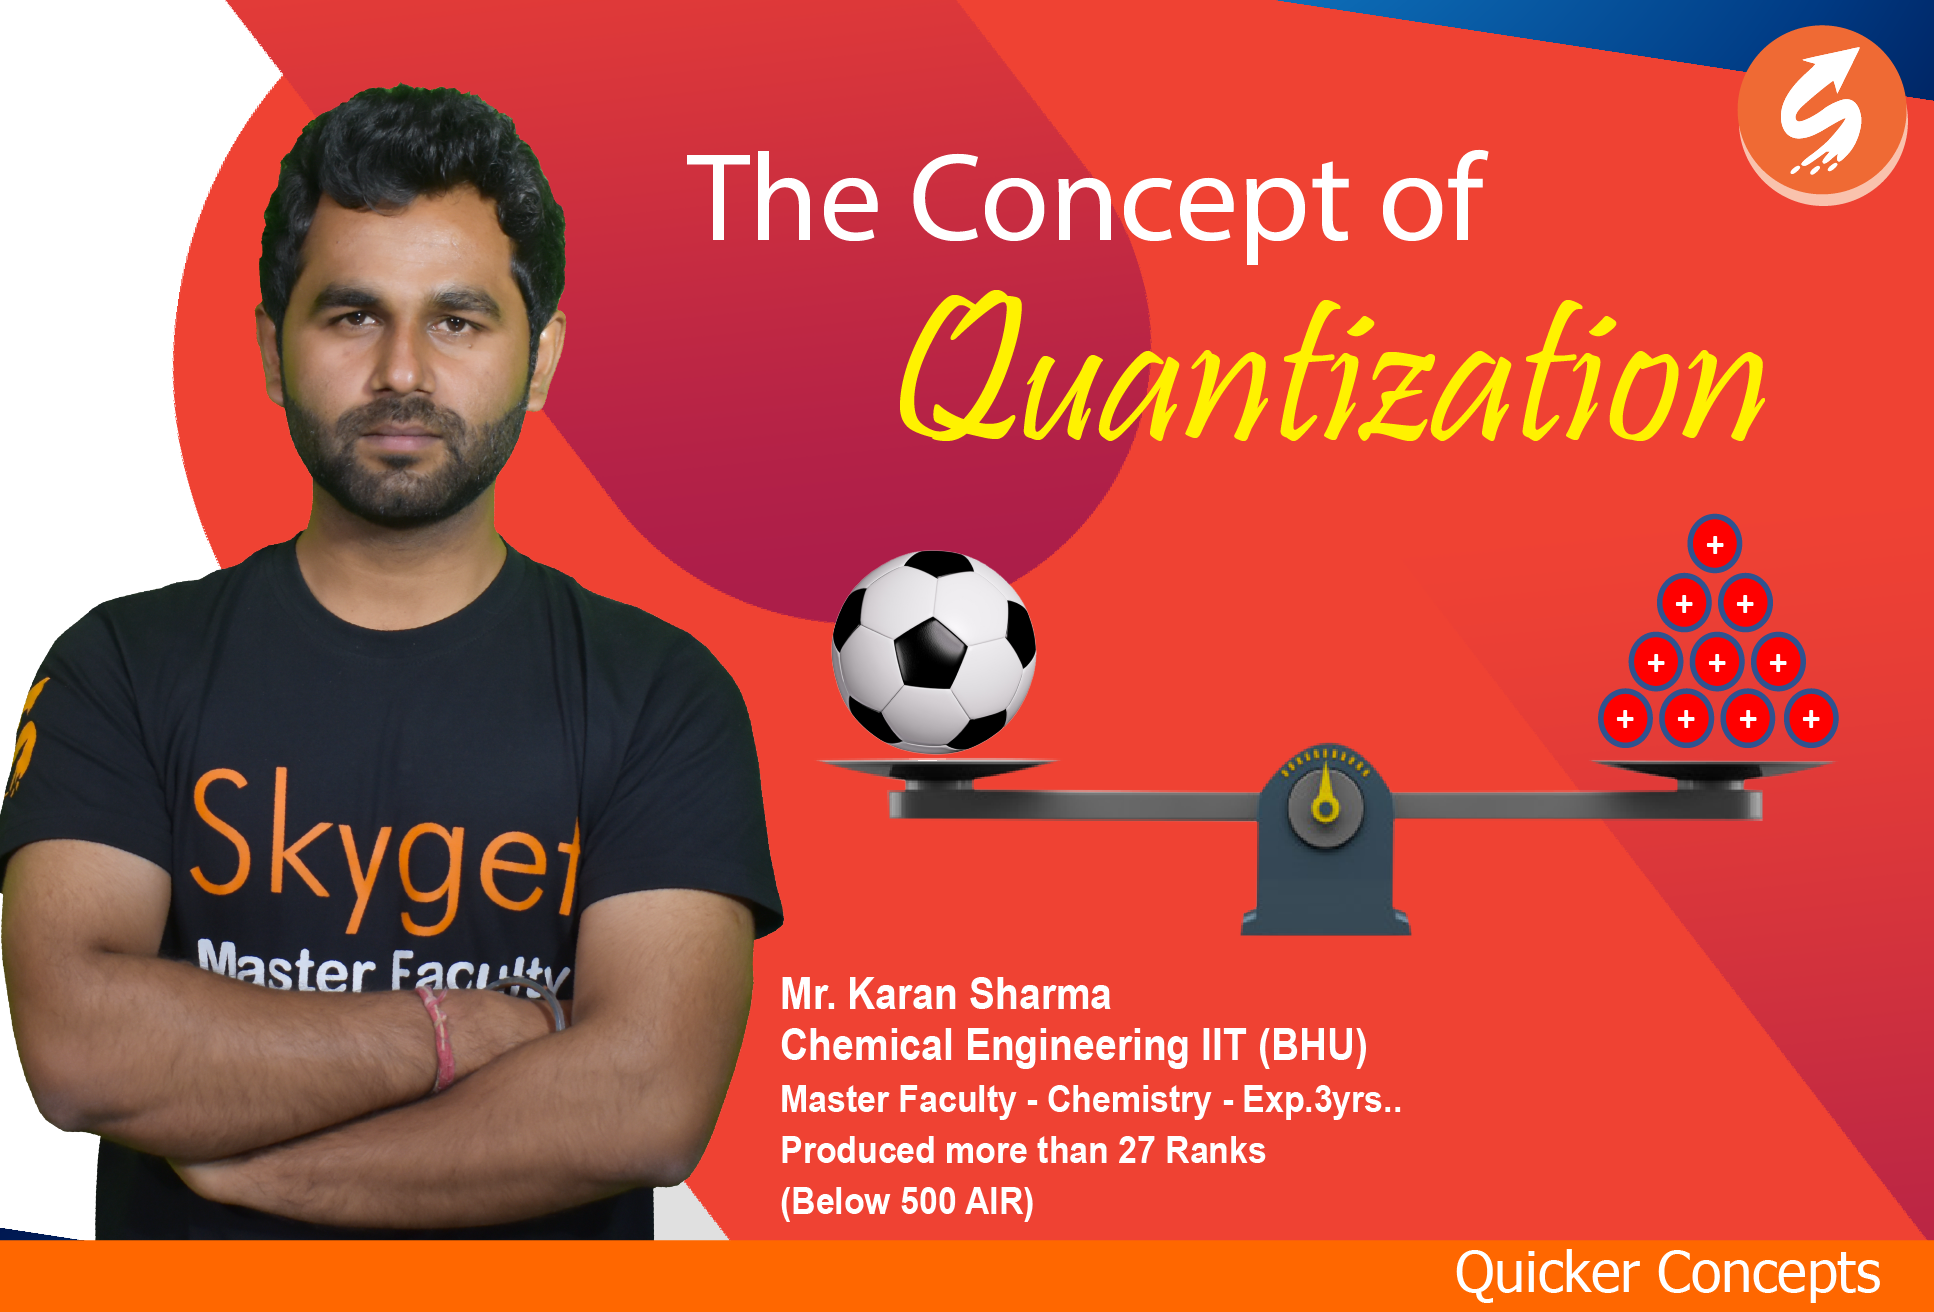 The Concept of
Quantization
+
+ +
+ + +
+ + + +
Skyget
Master Faculty
Mr. Karan Sharma
Chemical Engineering IIT (BHU)
Master Faculty - Chemistry - Exp.3yrs..
Produced more than 27 Ranks
(Below 500 AIR)
Quicker Concepts